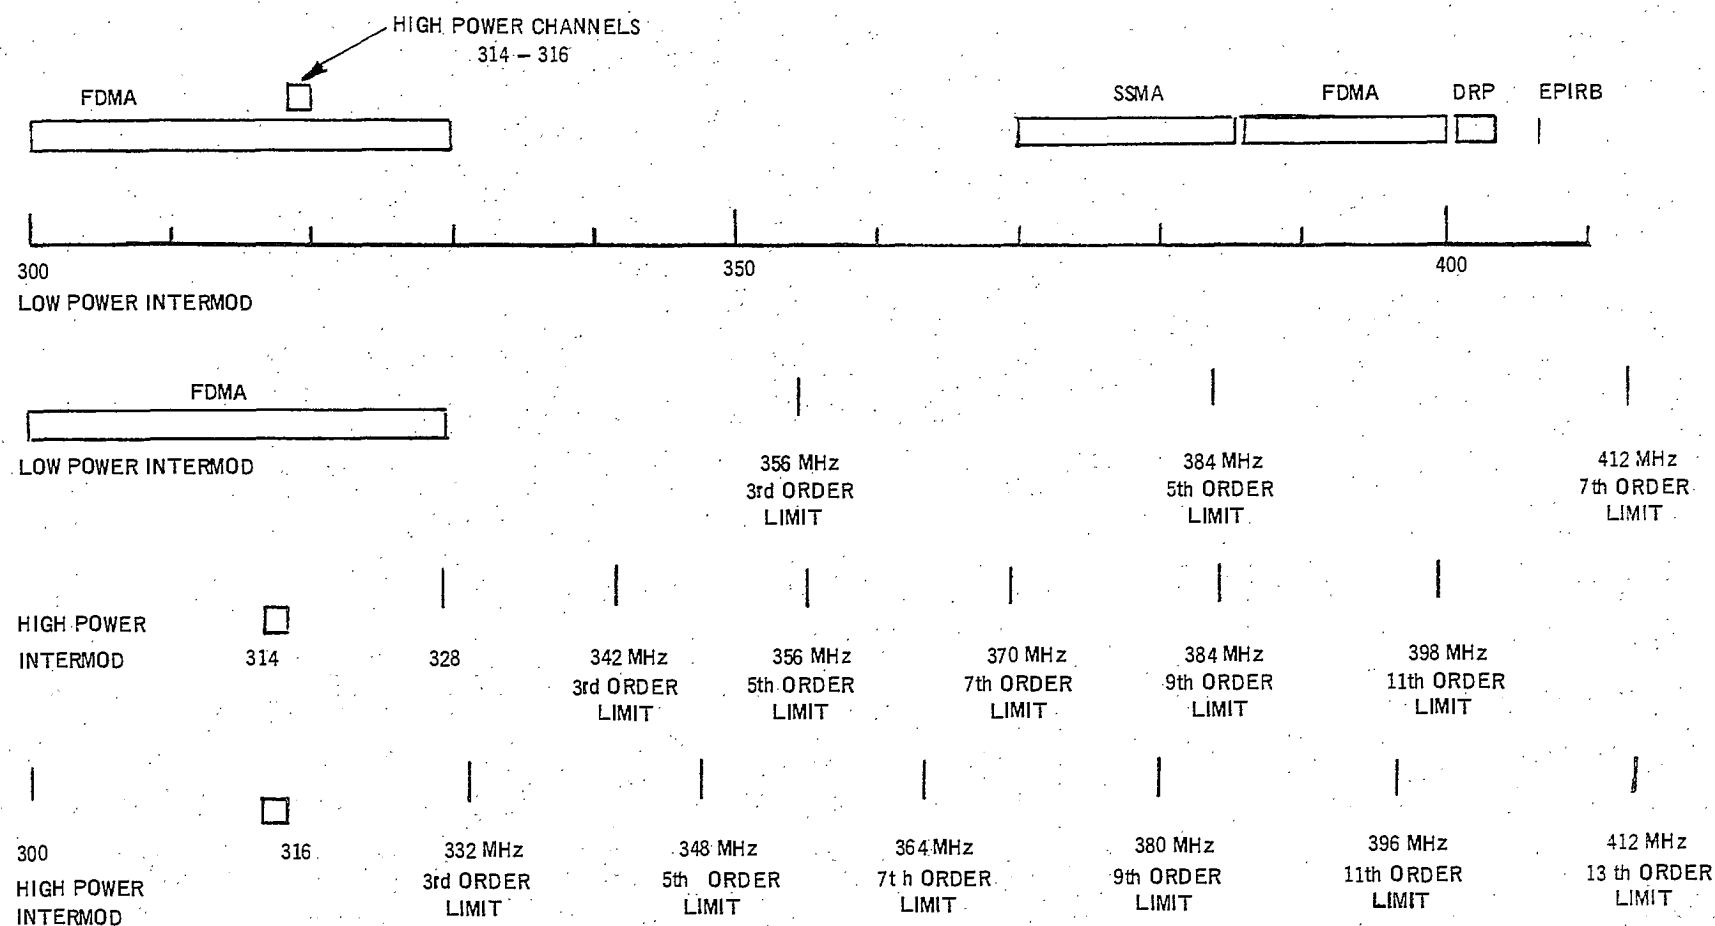 HIGH POWER CHANNELS
314 – 316
FDMA
SSMA
FDMA
DRP
EPIRB
300
350
400
LOW POWER INTERMOD
FDMA
LOW POWER INTERMOD
356 MHz
3rd ORDER
LIMIT
384 MHz
5th ORDER
LIMIT
412 MHz
7th ORDER
LIMIT
HIGH POWER
INTERMOD
314
328
342 MHz
3rd ORDER
LIMIT
356 MHz
5th ORDER
LIMIT
370 MHz
7th ORDER
LIMIT
384 MHz
9th ORDER
LIMIT
398 MHz
11th ORDER
LIMIT
300
HIGH POWER
INTERMOD
316
332 MHz
3rd ORDER
LIMIT
348 MHz
5th ORDER
LIMIT
364 MHz
7th ORDER
LIMIT
380 MHz
9th ORDER
LIMIT
396 MHz
11th ORDER
LIMIT
412 MHz
13 th ORDER
LIMIT